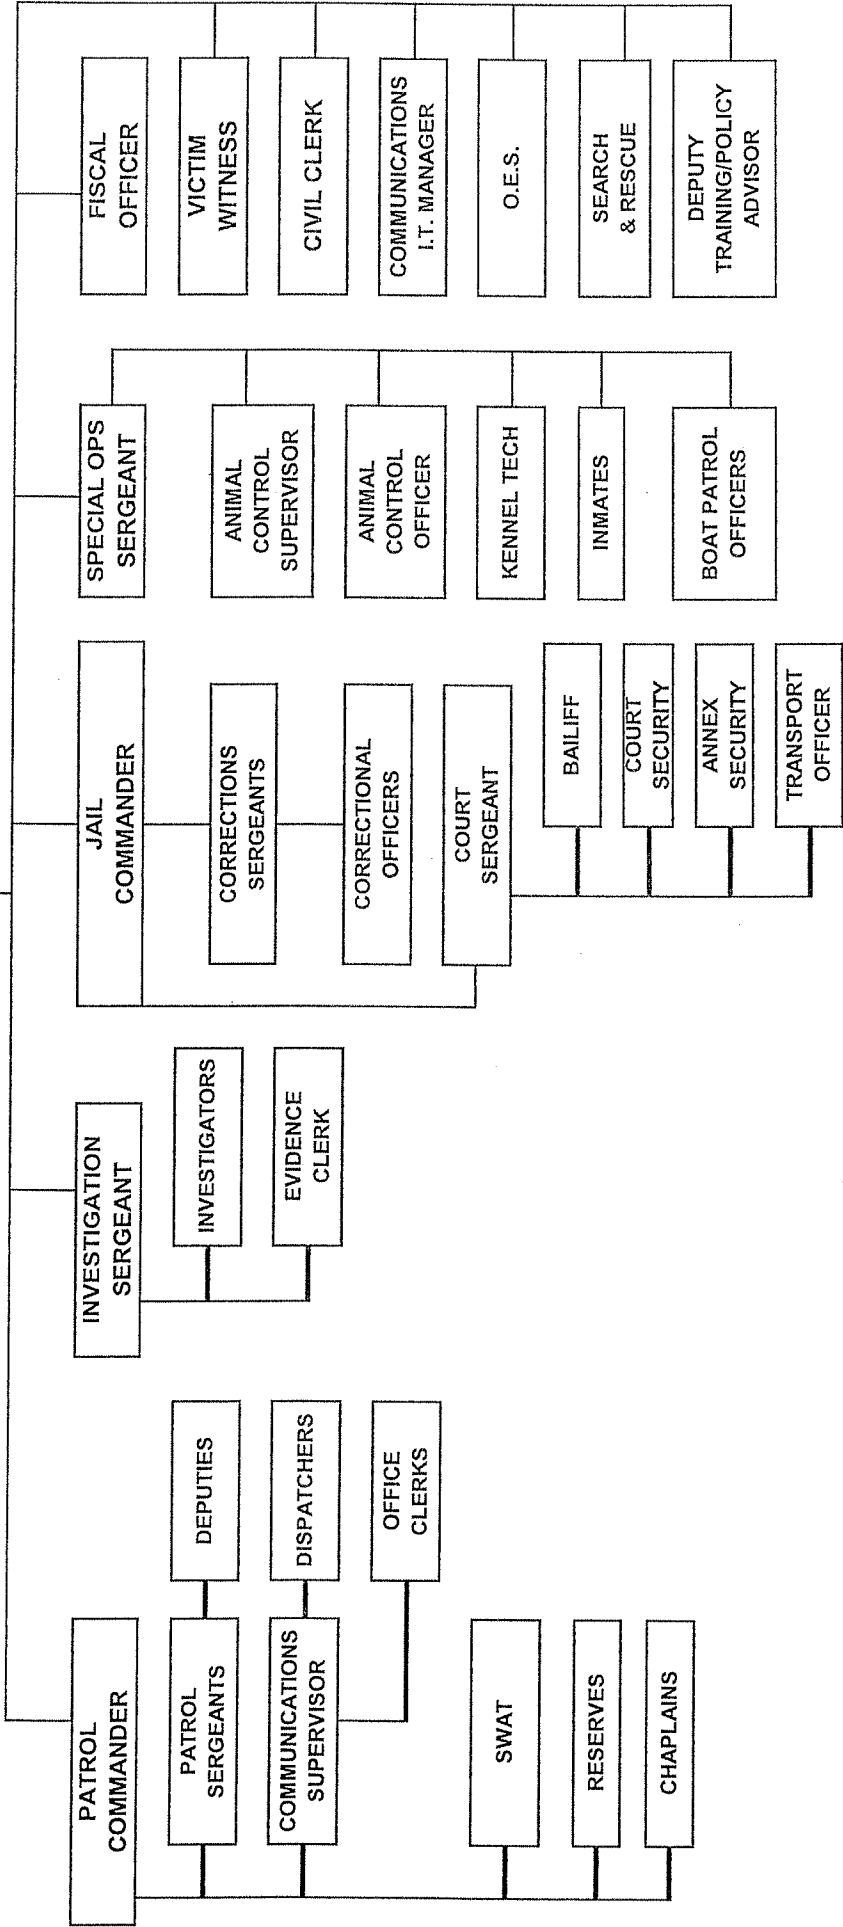 PATROL
COMMANDER
PATROL
SERGEANTS
DEPUTIES
COMMUNICATIONS
SUPERVISOR
DISPATCHERS
OFFICE
CLERKS
SWAT
RESERVES
CHAPLAINS
INVESTIGATION
SERGEANT
INVESTIGATORS
EVIDENCE
CLERK
JAIL
COMMANDER
CORRECTIONS
SERGEANTS
CORRECTIONAL
OFFICERS
COURT
SERGEANT
BAILIFF
COURT
SECURITY
ANNEX
SECURITY
TRANSPORT
OFFICER
SPECIAL OPS
SERGEANT
ANIMAL
CONTROL
SUPERVISOR
ANIMAL
CONTROL
OFFICER
KENNEL TECH
INMATES
BOAT PATROL
OFFICERS
FISCAL
OFFICER
VICTIM
WITNESS
CIVIL CLERK
COMMUNICATIONS
I.T. MANAGER
O.E.S.
SEARCH
& RESCUE
DEPUTY
TRAINING/POLICY
ADVISOR